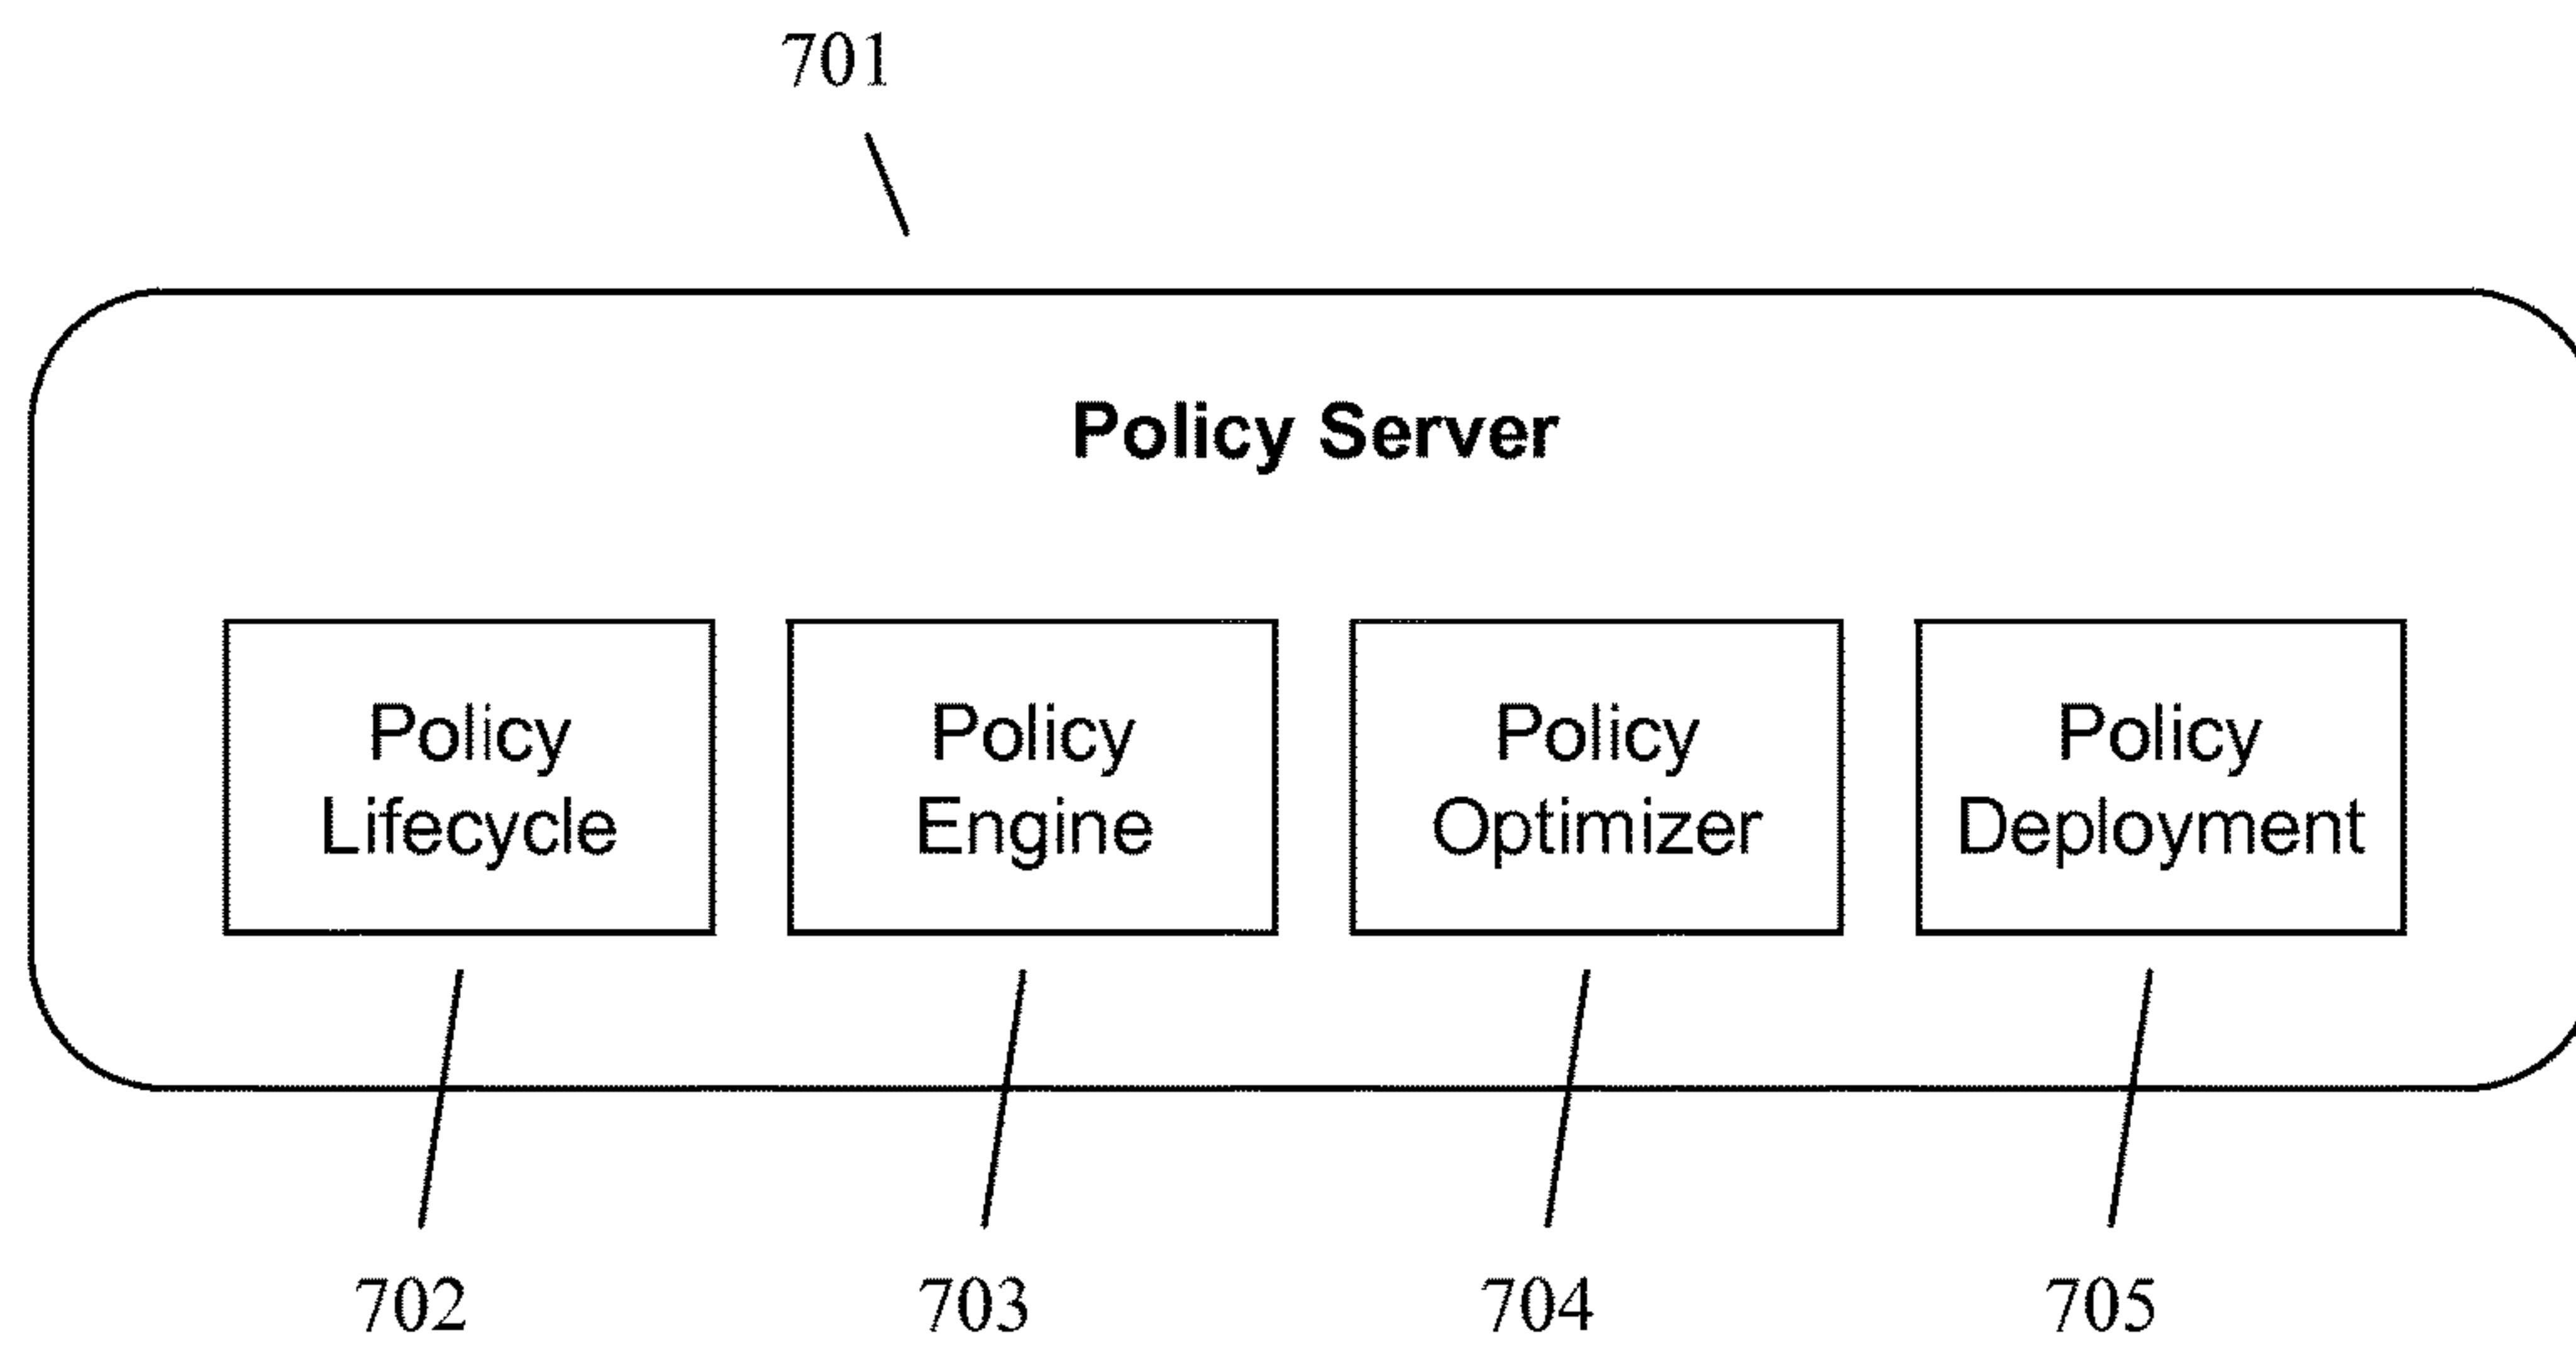 701
Policy Server
Policy
Lifecycle
Policy
Engine
Policy
Optimizer
Policy
Deployment
702
703
704
705